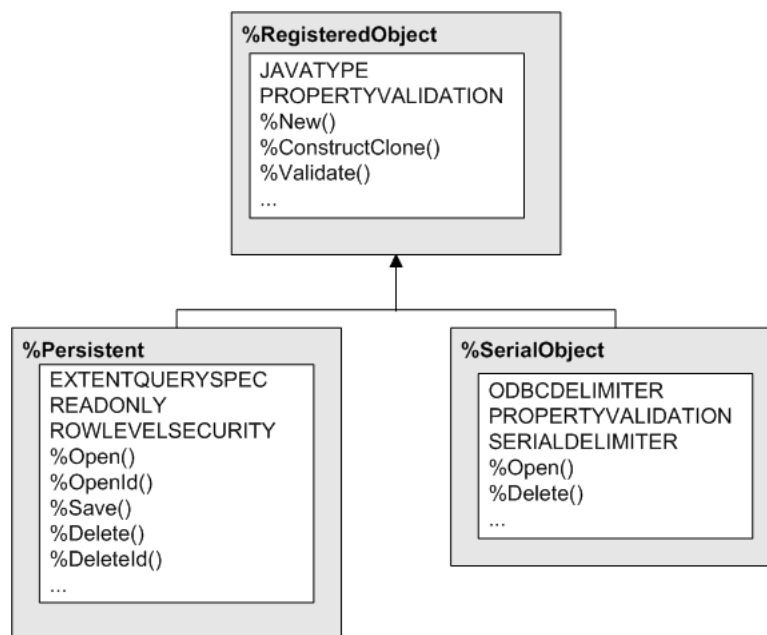 %RegisteredObject
JAVATYPE
PROPERTYVALIDATION
%New()
%ConstructClone()
%Validate()
...
%Persistent
EXTENTQUERYSPEC
READONLY
ROWLEVELSECURITY
%Open()
%OpenId()
%Save()
%Delete()
%DeleteId()
...
%SerialObject
ODBCDELIMITER
PROPERTYVALIDATION
SERIALDELIMITER
%Open()
%Delete()
...